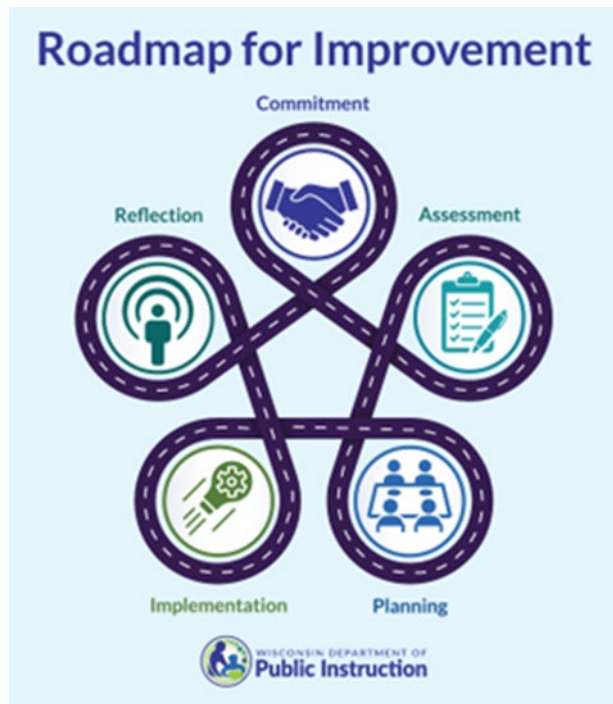 Roadmap for Improvement
Commitment
Reflection
Assessment
Implementation
Planning
WISCONSIN DEPARTMENT OF
Public Instruction